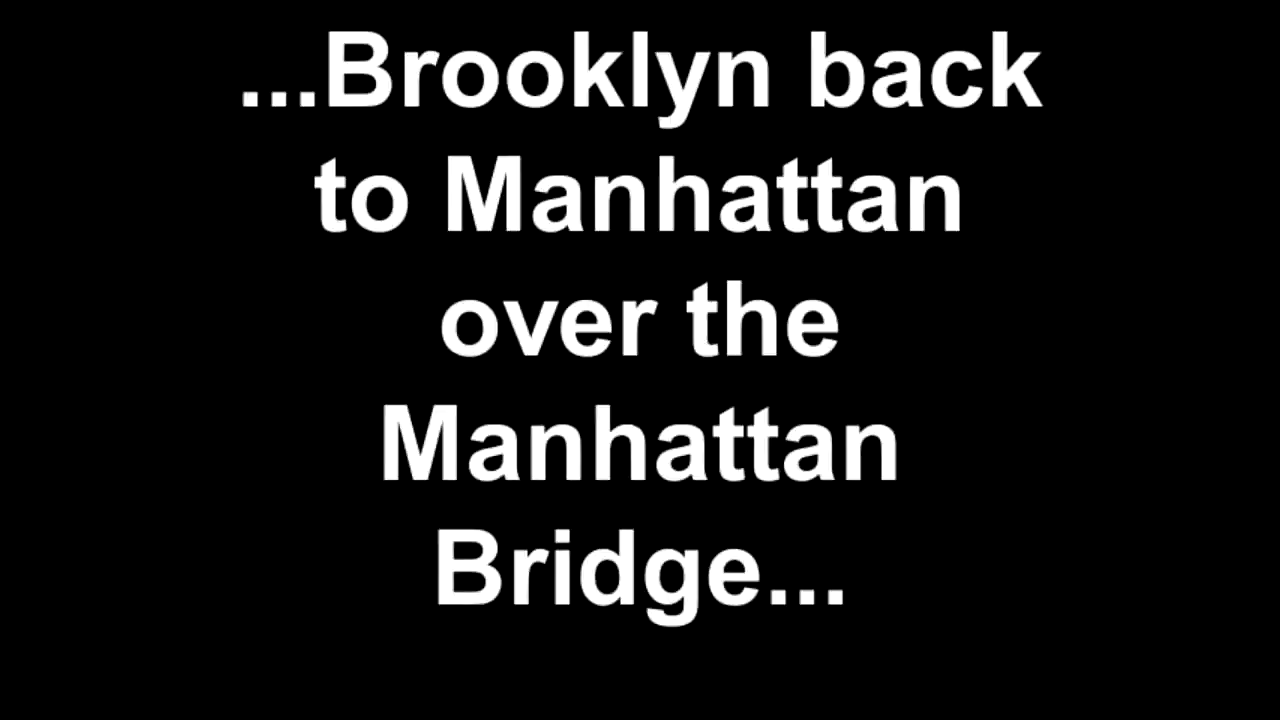 ...Brooklyn back
to Manhattan
over the
Manhattan
Bridge...